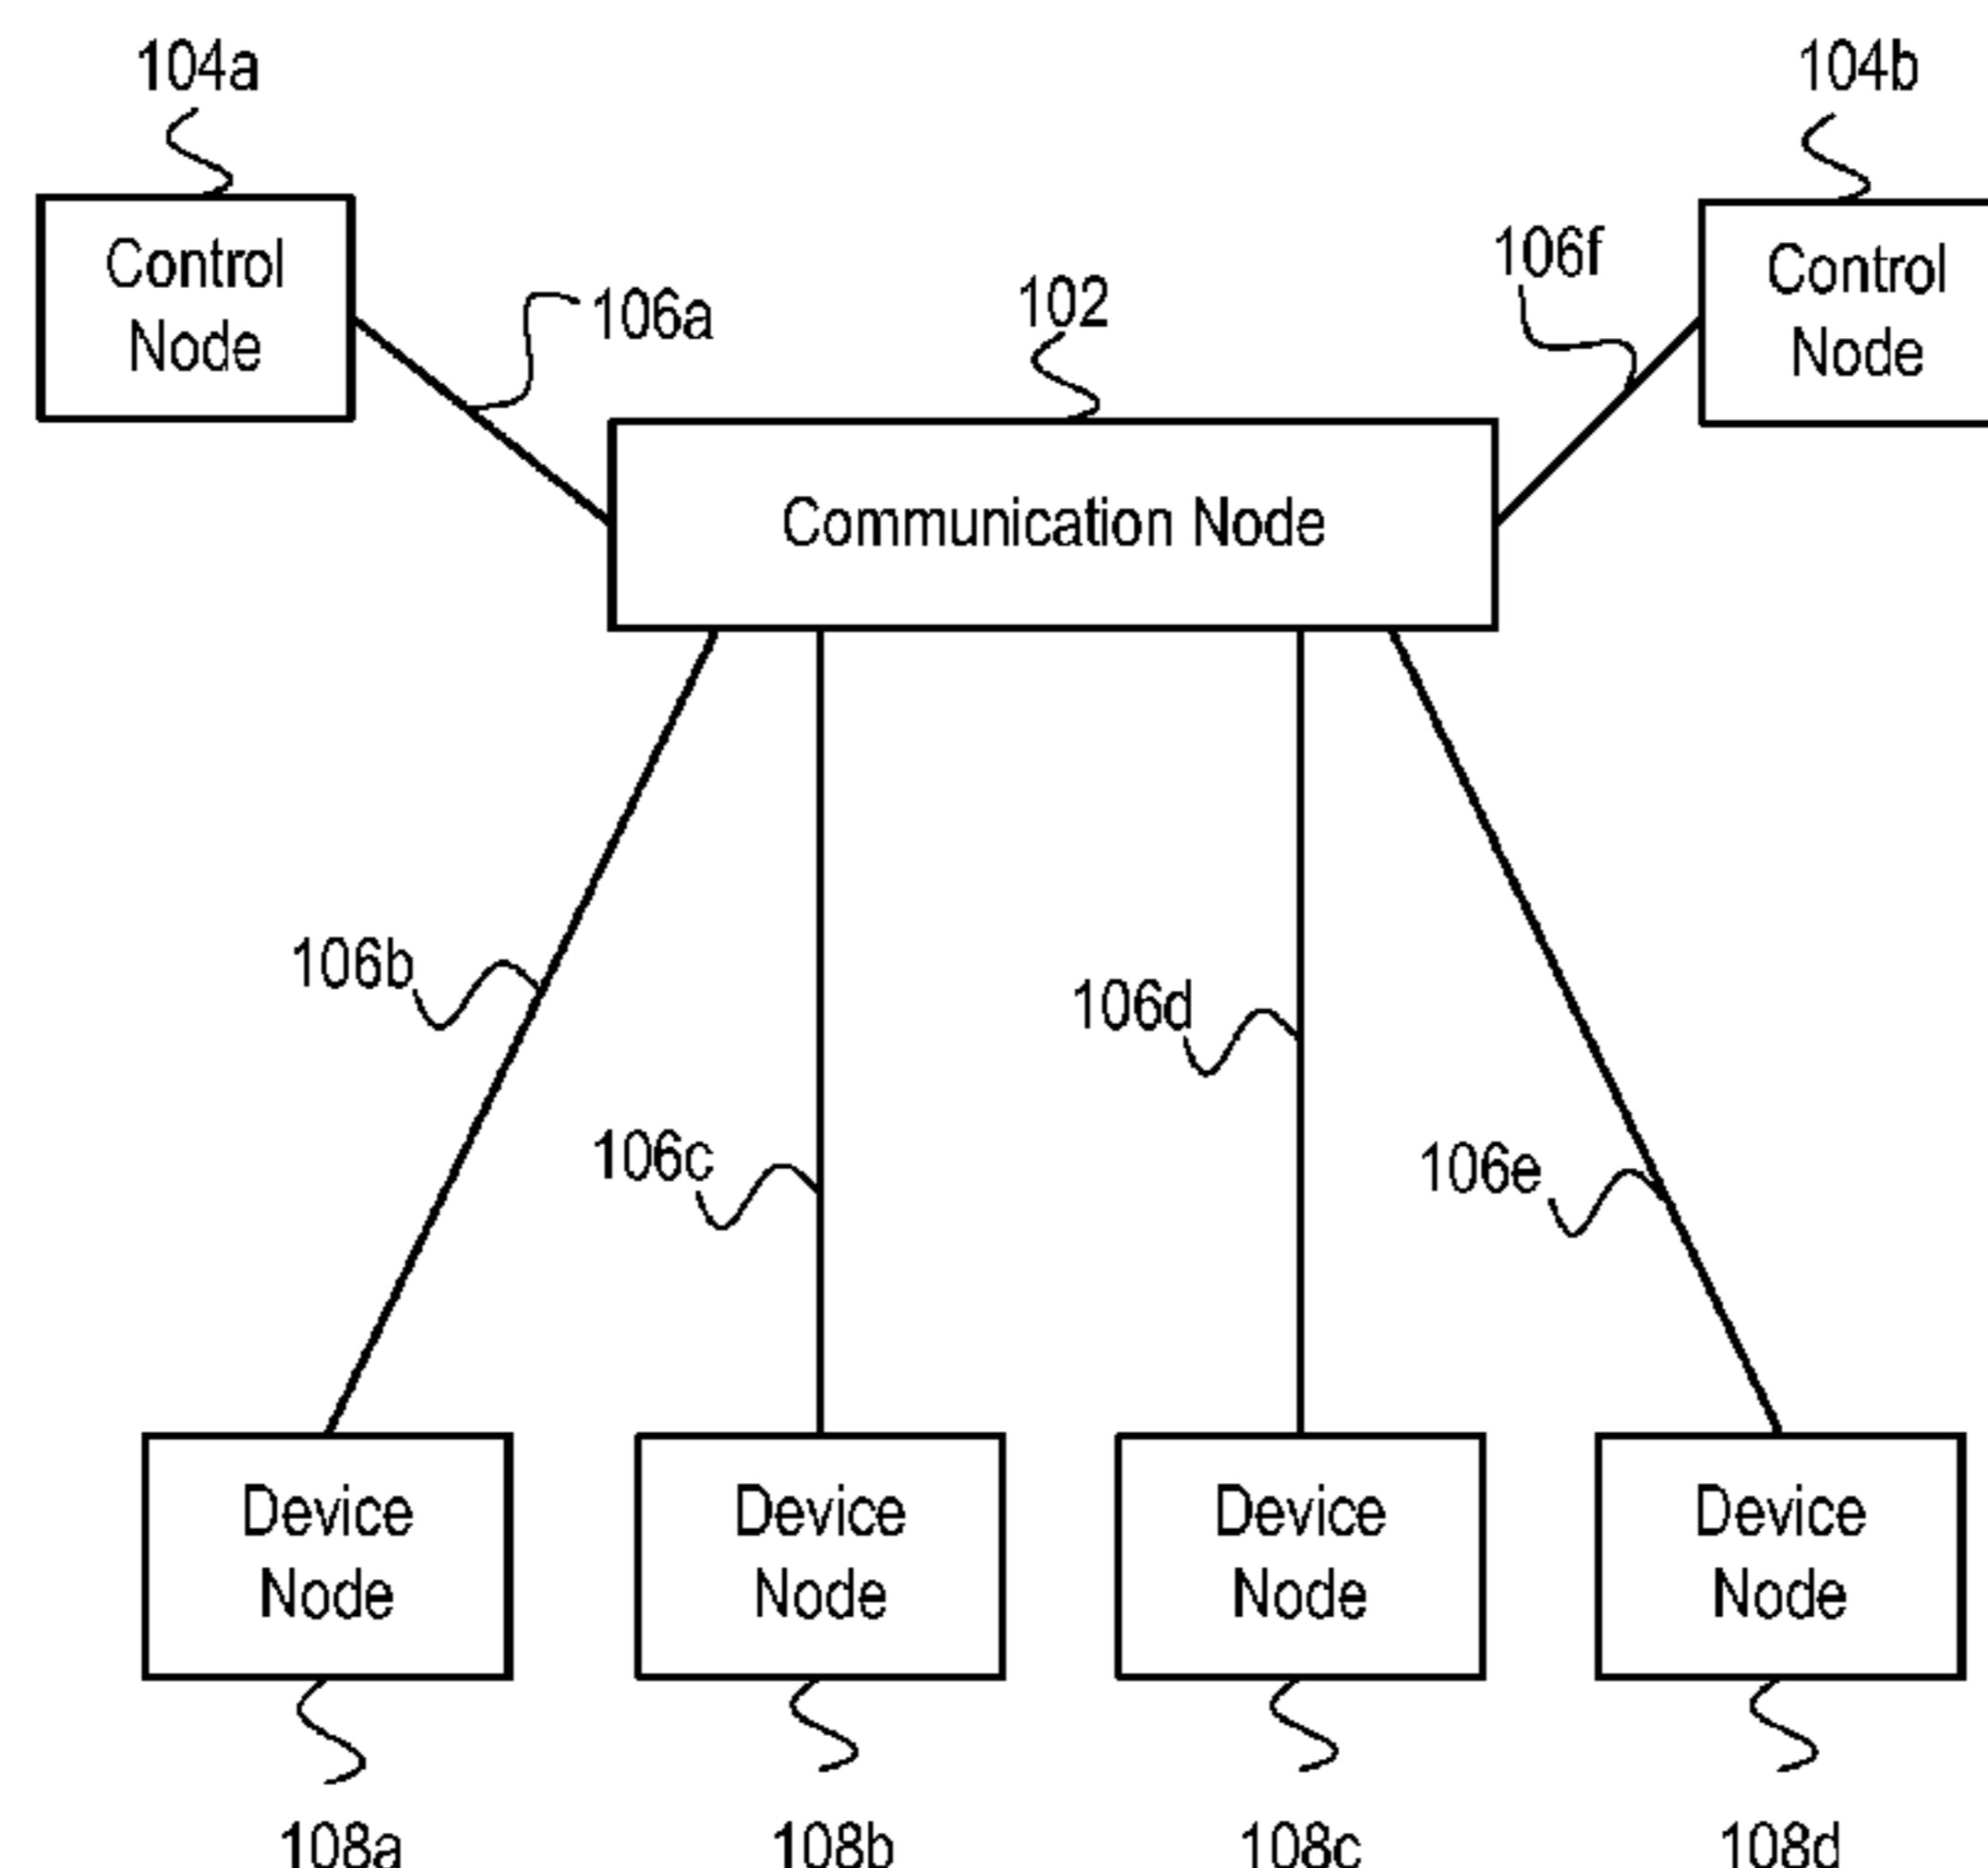 104a
104b
Control
Node
106a
102
106f
Control
Node
Communication Node
106b
106d
106c
106e
Device
Node
Device
Node
Device
Node
Device
Node
108a
108b
108c
108d